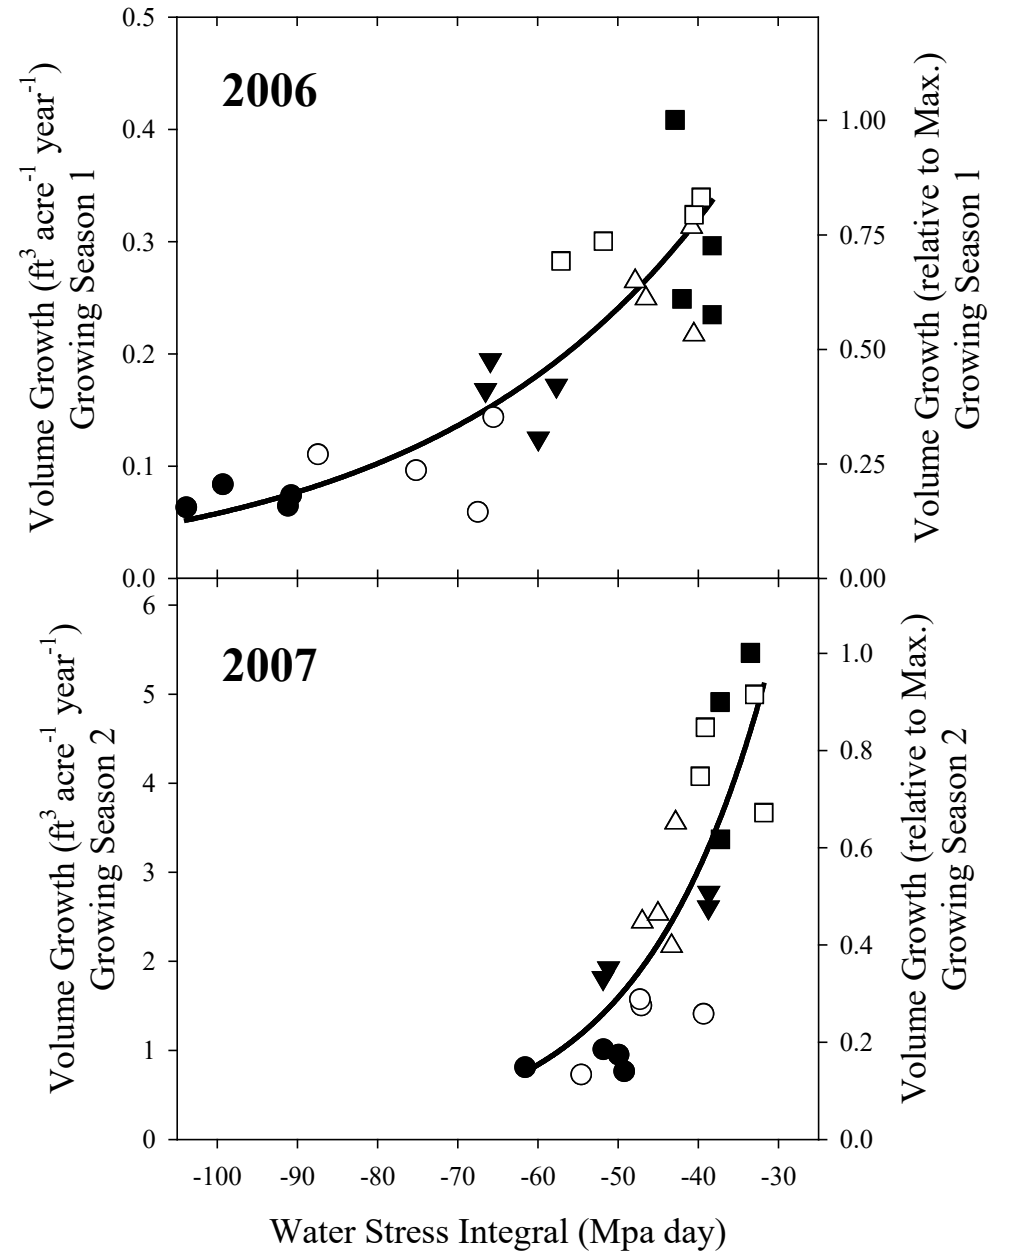 0.5
2006
0.4
0.3
0.2
0.1
0.0
Volume Growth (ft³ acre⁻¹ year⁻¹)
Growing Season 1
1.00
0.75
0.50
0.25
0.00
Volume Growth (relative to Max.)
Growing Season 1
2007
6
5
4
3
2
1
0
Volume Growth (ft³ acre⁻¹ year⁻¹)
Growing Season 2
1.0
0.8
0.6
0.4
0.2
0.0
Volume Growth (relative to Max.)
Growing Season 2
-100 -90 -80 -70 -60 -50 -40 -30
Water Stress Integral (Mpa day)